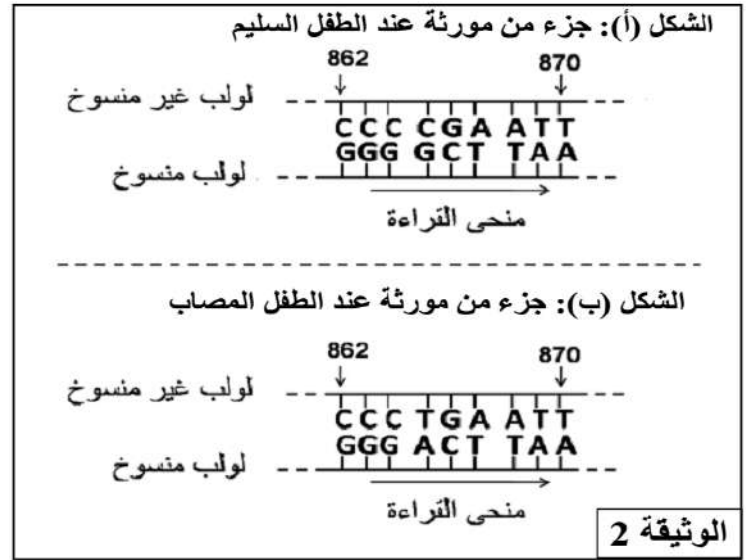 الشكل (أ): جزء من مورثة عند الطفل السليم
862 870
لولب غير منسوخ
CCC CGA ATT
GGG GCT TAA
لولب منسوخ
منحى القراءة
الشكل (ب): جزء من مورثة عند الطفل المصاب
862 870
لولب غير منسوخ
CCC TGA ATT
GGG ACT TAA
لولب منسوخ
منحى القراءة
الوثيقة 2